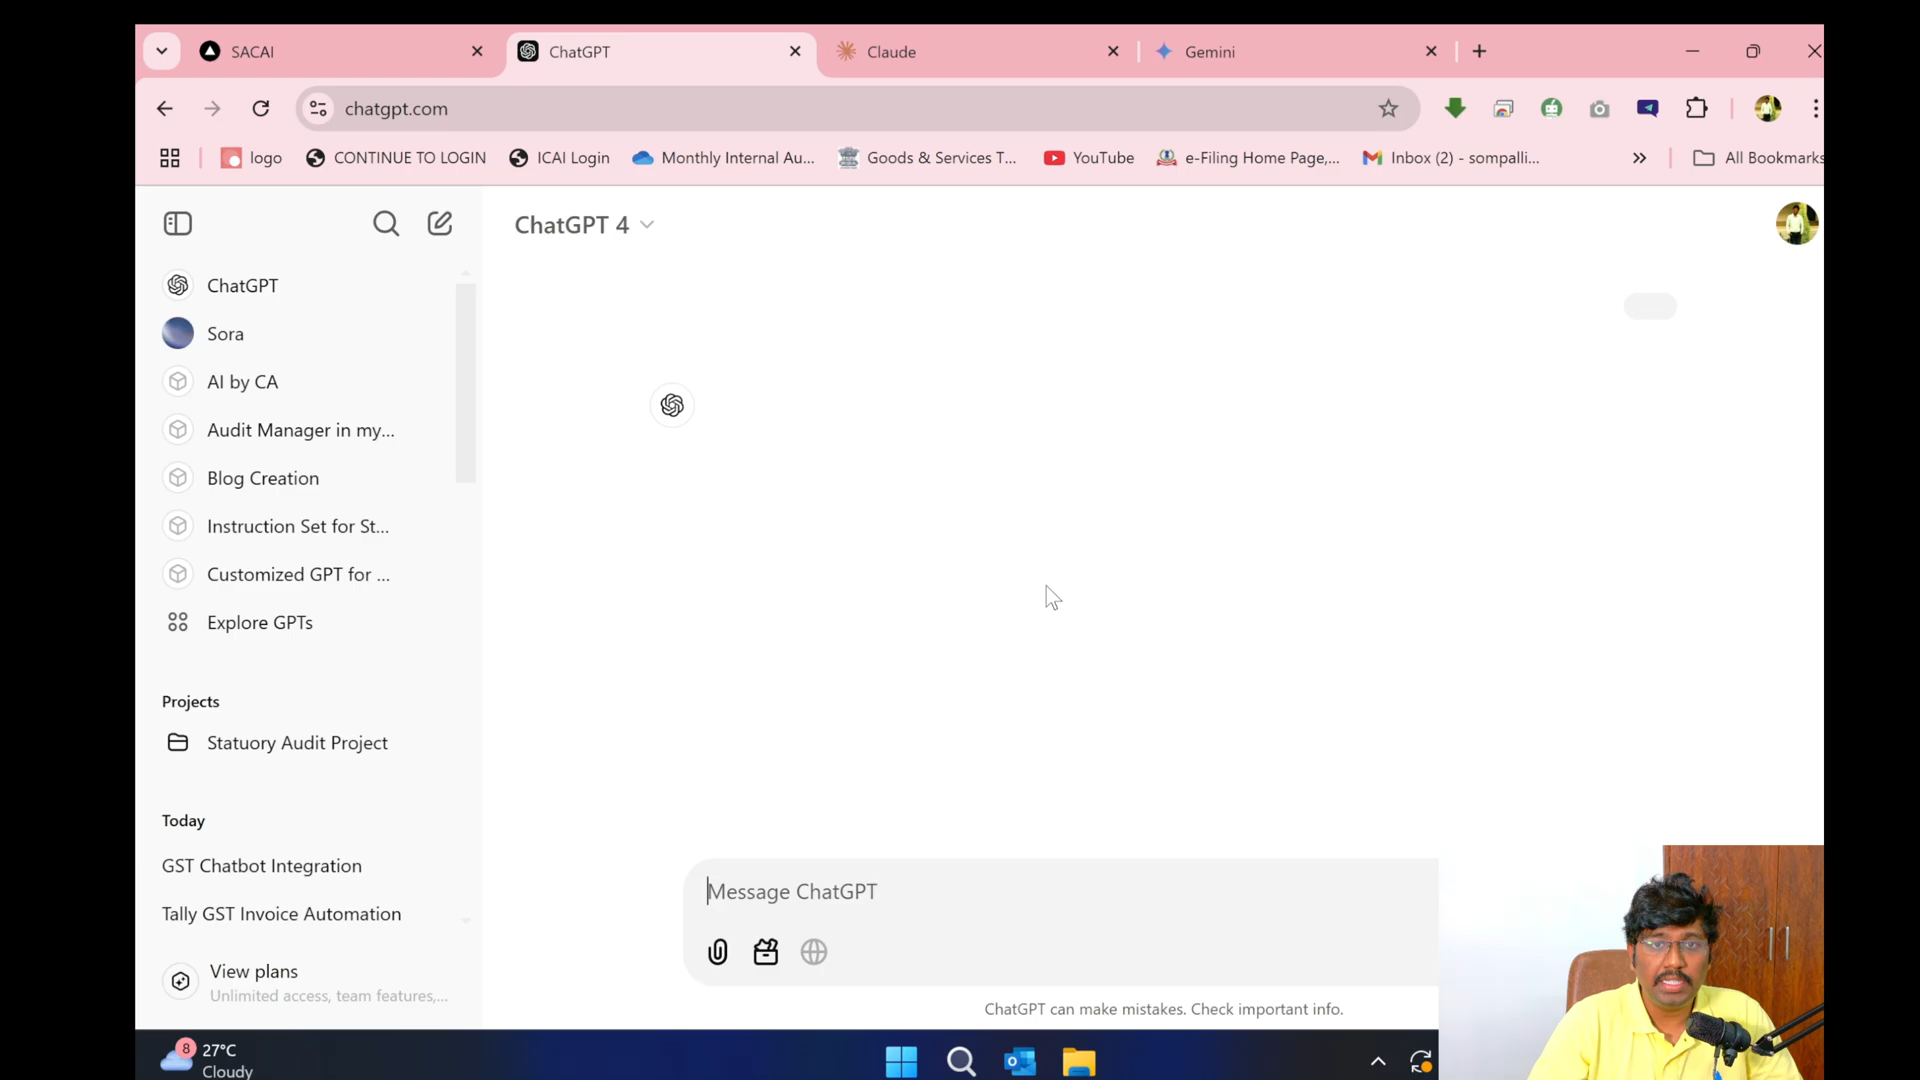 SACAI
ChatGPT
Claude
Gemini
chatgpt.com
logo
CONTINUE TO LOGIN
ICAI Login
Monthly Internal Au...
Goods & Services T...
YouTube
e-Filing Home Page,...
Inbox (2) - sompalli...
All Bookmarks
ChatGPT 4
ChatGPT
Sora
AI by CA
Audit Manager in my...
Blog Creation
Instruction Set for St...
Customized GPT for ...
Explore GPTs
Projects
Statuory Audit Project
Today
GST Chatbot Integration
Tally GST Invoice Automation
View plans
Unlimited access, team features,...
Message ChatGPT
ChatGPT can make mistakes. Check important info.
8
27°C
Cloudy